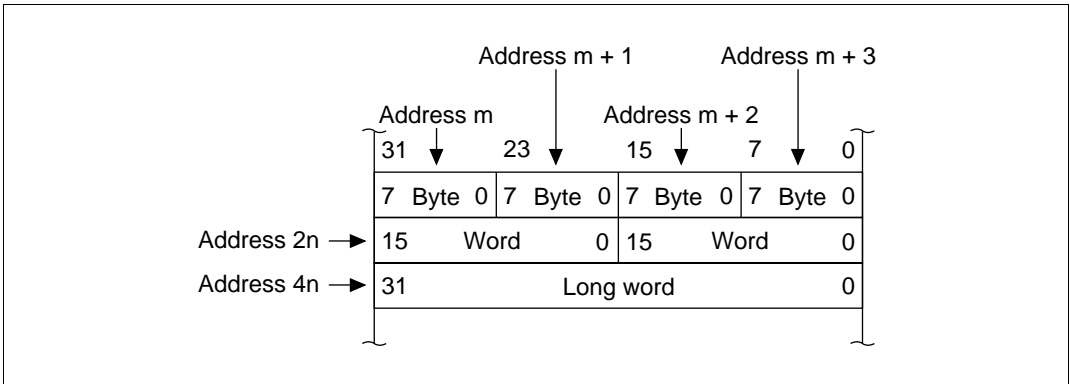 Address m + 1 Address m + 3
Address m Address m + 2
31 23 15 7 0
7 Byte 0 7 Byte 0 7 Byte 0 7 Byte 0
Address 2n 15 Word 0 15 Word 0
Address 4n 31 Long word 0